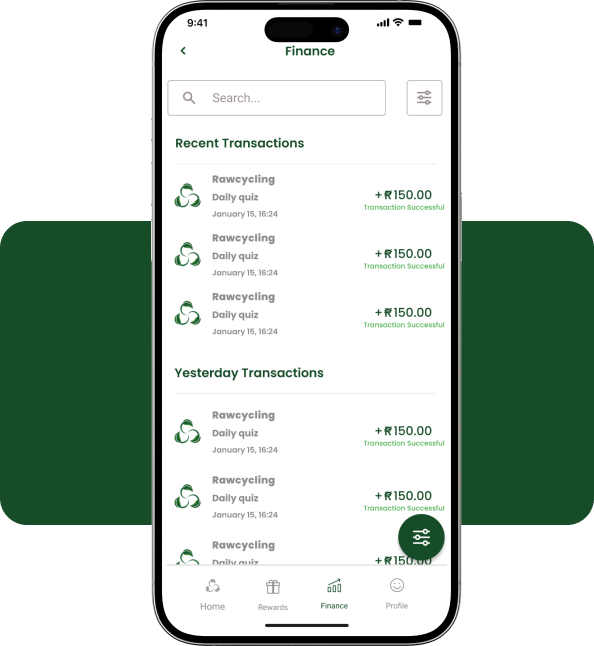 9:41
Finance
Search...
Recent Transactions
Rawcycling
Daily quiz
January 15, 16:24
+₹150.00
Transaction Successful
Rawcycling
Daily quiz
January 15, 16:24
+₹150.00
Transaction Successful
Rawcycling
Daily quiz
January 15, 16:24
+₹150.00
Transaction Successful
Yesterday Transactions
Rawcycling
Daily quiz
January 15, 16:24
+₹150.00
Transaction Successful
Rawcycling
Daily quiz
January 15, 16:24
+₹150.00
Transaction Successful
Rawcycling
Daily quiz
+₹150.00
Home
Rewards
Finance
Profile